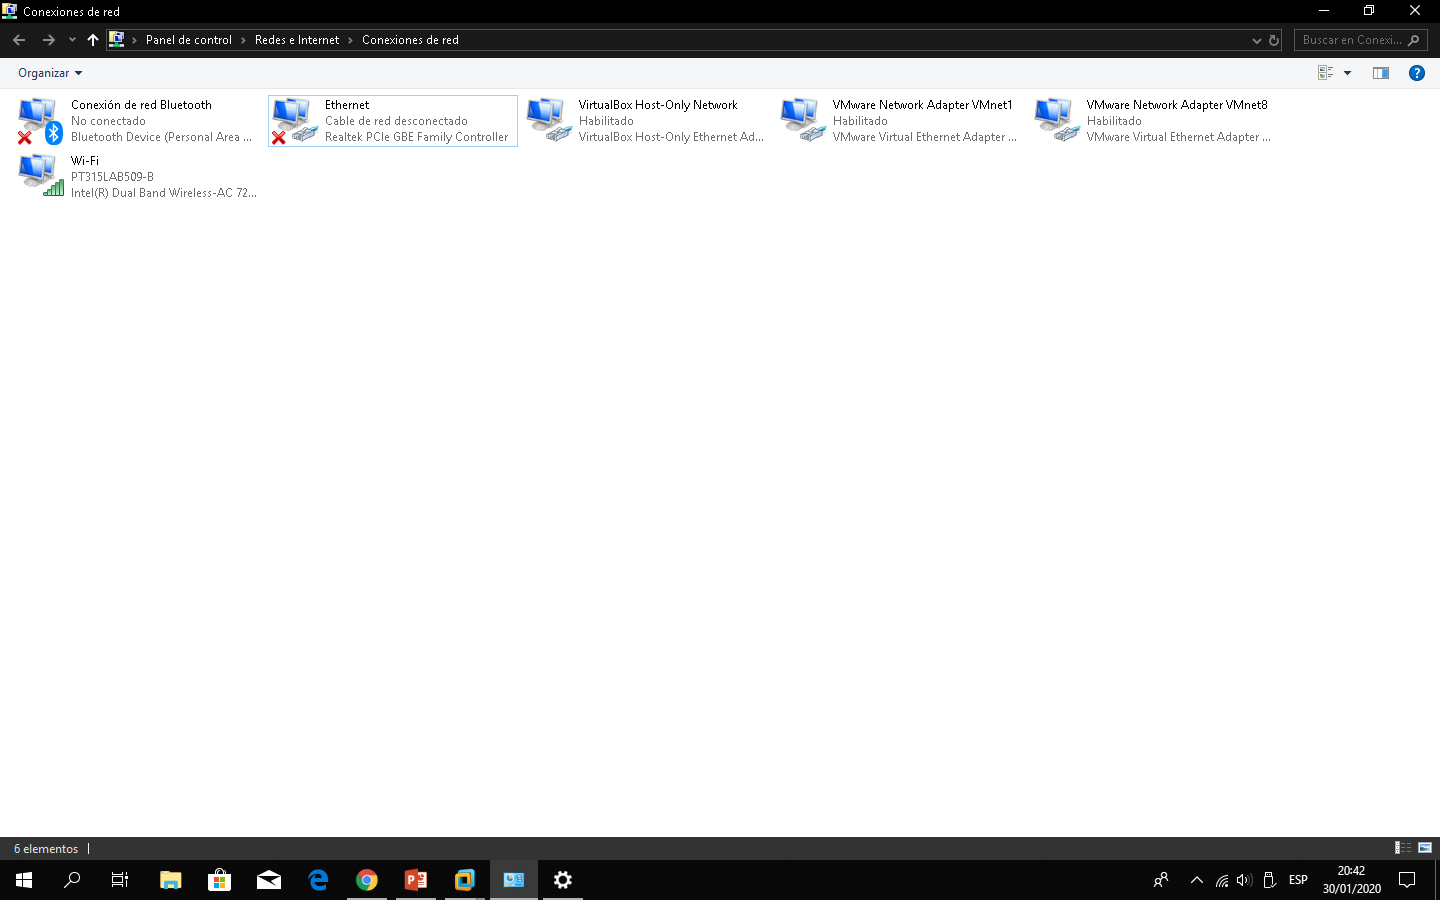 Conexiones de red
Panel de control
Redes e Internet
Conexiones de red
Buscar en Conexi...
Organizar
Conexión de red Bluetooth
No conectado
Bluetooth Device (Personal Area ...
Ethernet
Cable de red desconectado
Realtek PCIe GBE Family Controller
VirtualBox Host-Only Network
Habilitado
VirtualBox Host-Only Ethernet Ad...
VMware Network Adapter VMnet1
Habilitado
VMware Virtual Ethernet Adapter ...
VMware Network Adapter VMnet8
Habilitado
VMware Virtual Ethernet Adapter ...
Wi-Fi
PT315LAB509-B
Intel(R) Dual Band Wireless-AC 72...
6 elementos
ESP
20:42
30/01/2020